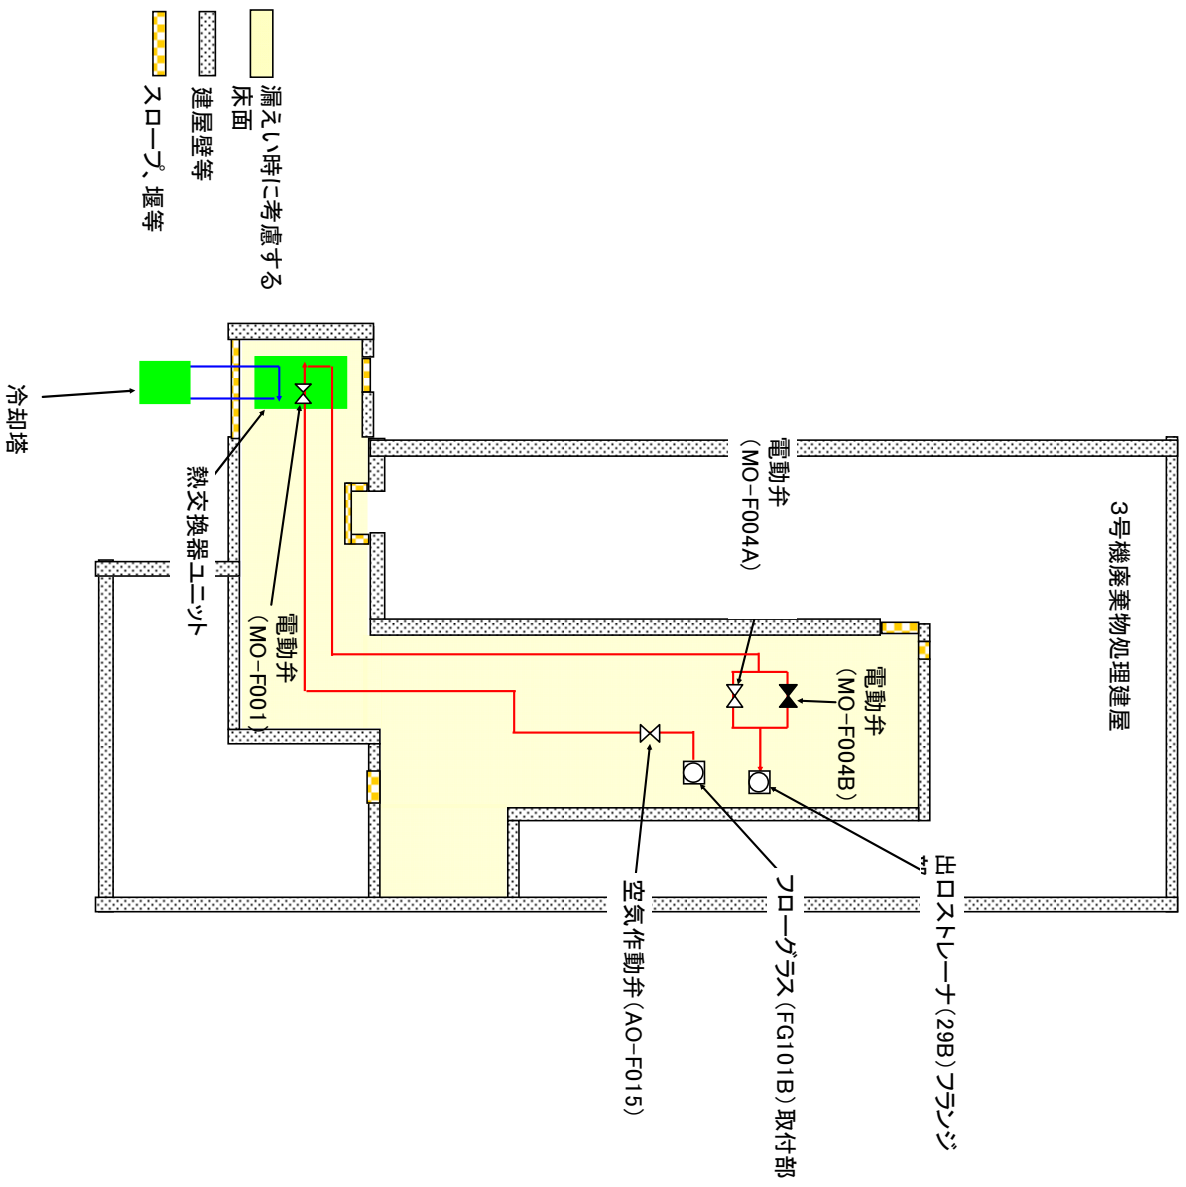 3号機廃棄物処理建屋
出口ストレーナ(29B)フランジ
電動弁
(MO-F004B)
電動弁
(MO-F004A)
フローグラス(FG101B)取付部
空気作動弁(AO-F015)
電動弁
(MO-F001)
熱交換器ユニット
漏えい時に考慮する
床面
建屋壁等
スロープ、堰等
冷却塔